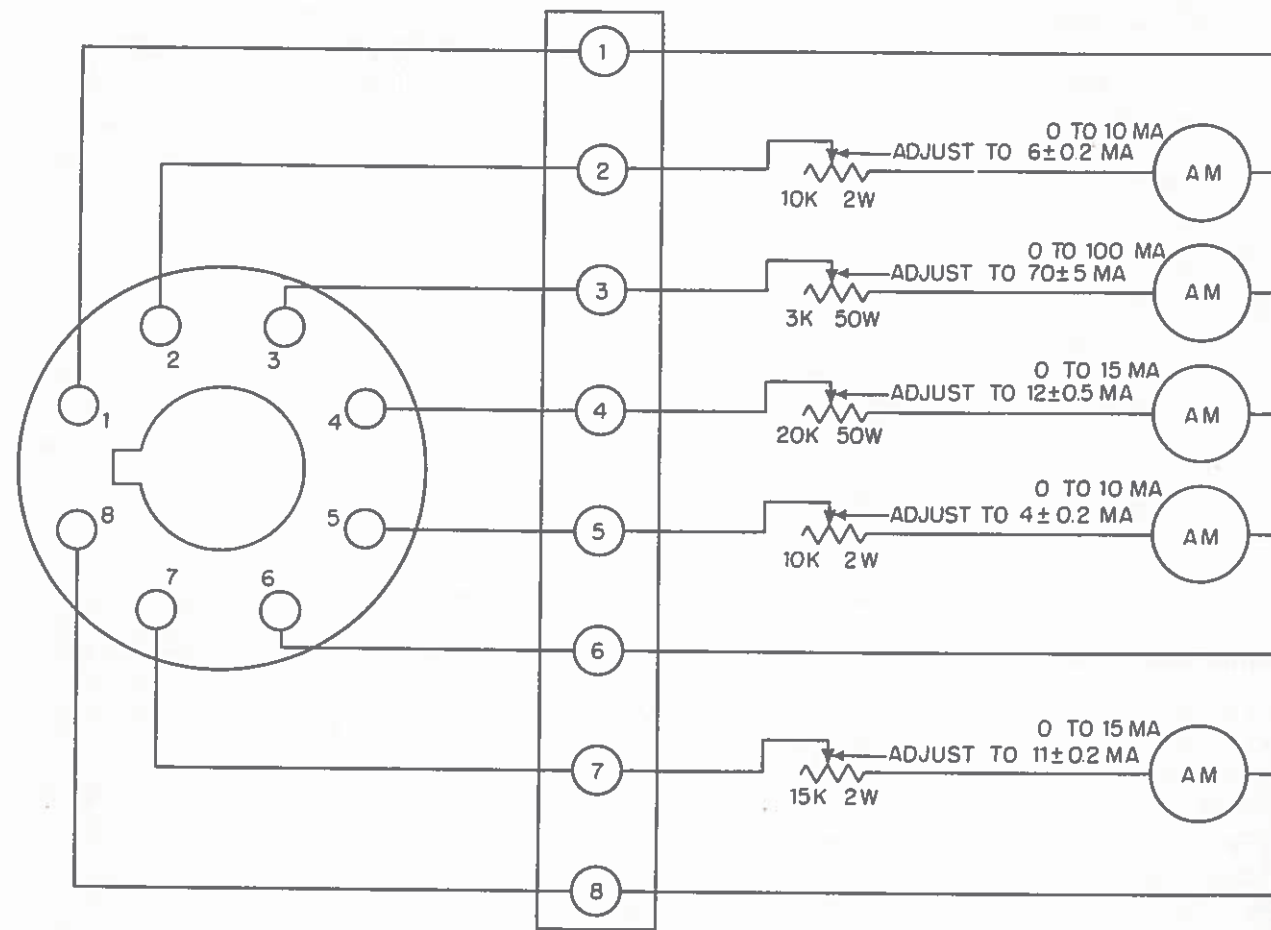 1
2
0 TO 10 MA
ADJUST TO 6±0.2 MA
10K 2W
AM
3
0 TO 100 MA
ADJUST TO 70±5 MA
3K 50W
AM
4
0 TO 15 MA
ADJUST TO 12±0.5 MA
20K 50W
AM
5
0 TO 10 MA
ADJUST TO 4±0.2 MA
10K 2W
AM
6
7
0 TO 15 MA
ADJUST TO 11±0.2 MA
15K 2W
AM
8
2
3
1
4
8
5
7
6